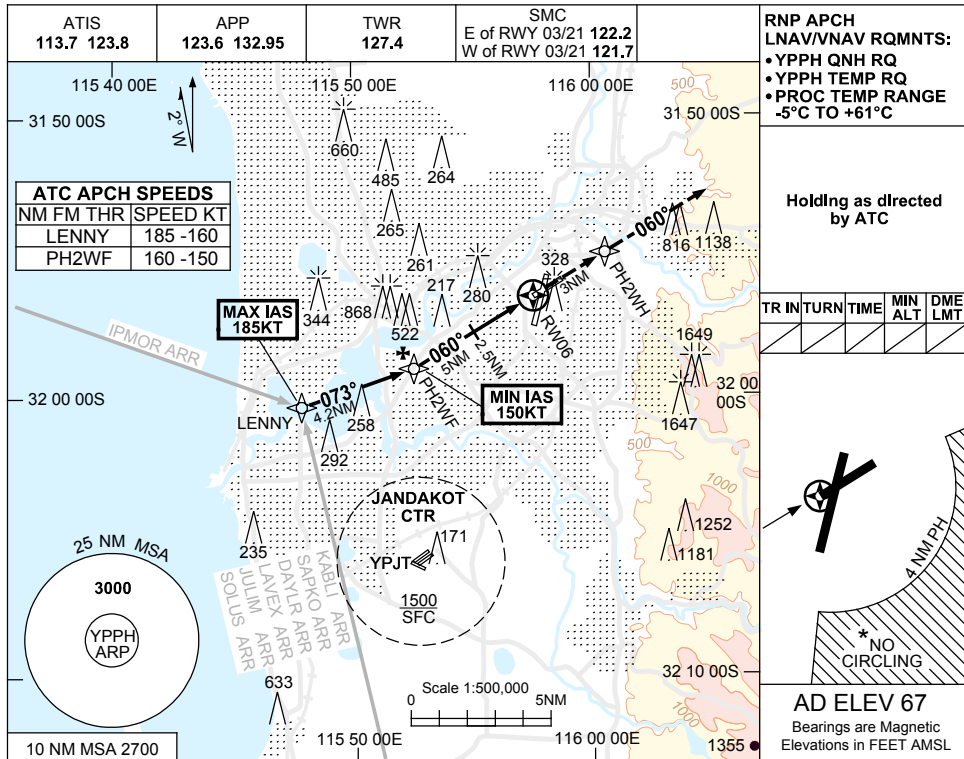 ATIS
113.7 123.8
APP
123.6 132.95
TWR
127.4
SMC
E of RWY 03/21 122.2
W of RWY 03/21 121.7
RNP APCH
LNAV/VNAV RQMNTS:
• YPPH QNH RQ
• YPPH TEMP RQ
• PROC TEMP RANGE
-5°C TO +61°C
Holding as directed
by ATC
TR IN
TURN
TIME
MIN
ALT
DME
LMT
115 40 00E
115 50 00E
116 00 00E
500
31 50 00S
31 50 00S
2° W
660
485
264
ATC APCH SPEEDS
NM FM THR
SPEED KT
LENNY
185 -160
PH2WF
160 -150
265
261
816
1138
060°
PH2WH
328
3NM
280
217
RW06
344
868
522
MAX IAS
185KT
IPMOR ARR
2.5NM
060°
5NM
1649
PH2WF
MIN IAS
150KT
32 00 00S
32 00
00S
073°
4.2NM
LENNY
258
292
1647
500
1000
JANDAKOT
CTR
171
YPJT
1500
SFC
235
1252
1181
25 NM MSA
3000
YPPH
ARP
KABLI ARR
SAPKO ARR
DAYLR ARR
LAVEX ARR
JULIM ARR
SOLUS ARR
4 NM PH
*NO
CIRCLING
32 10 00S
633
Scale 1:500,000
0
5NM
1000
10 NM MSA 2700
115 50 00E
116 00 00E
1355
AD ELEV 67
Bearings are Magnetic
Elevations in FEET AMSL